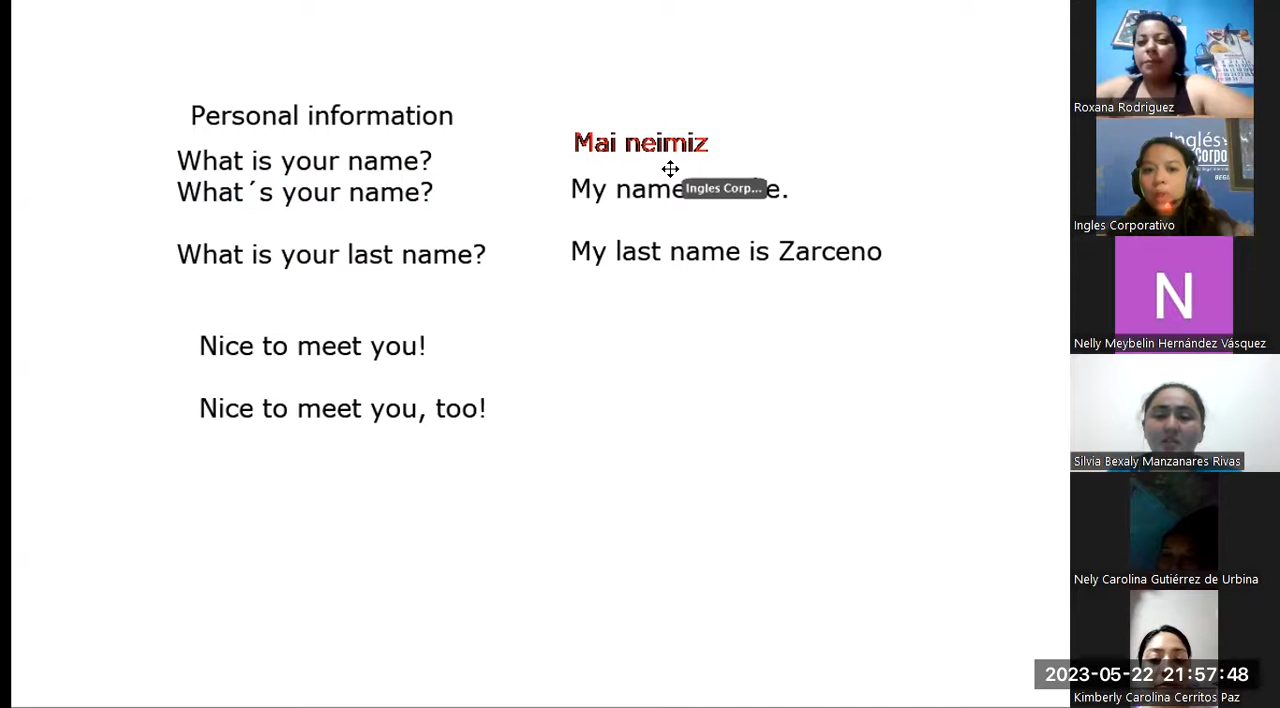 Personal information
Mai neimiz
What is your name?
What´s your name?
My name e.
Ingles Corp...
What is your last name?
My last name is Zarceno
Nice to meet you!
Nice to meet you, too!
Roxana Rodriguez
Inglés
Corpo
BEGI
Ingles Corporativo
N
Nelly Meybelin Hernández Vásquez
Silvia Bexaly Manzanares Rivas
Nely Carolina Gutiérrez de Urbina
2023-05-22 21:57:48
Kimberly Carolina Cerritos Paz